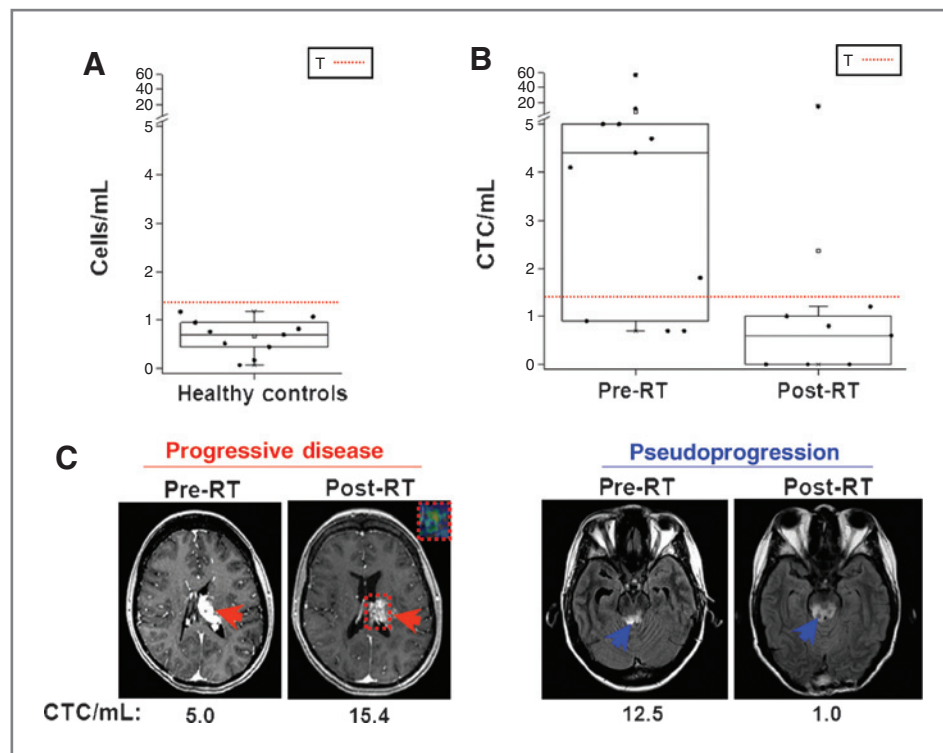 A
T
60
40
20
5
4
3
2
1
0
Cells/mL
Healthy controls
B
T
60
40
20
5
4
3
2
1
0
CTC/mL
Pre-RT Post-RT
C
Progressive disease
Pre-RT Post-RT
Pseudoprogression
Pre-RT Post-RT
CTC/mL: 5.0 15.4 12.5 1.0